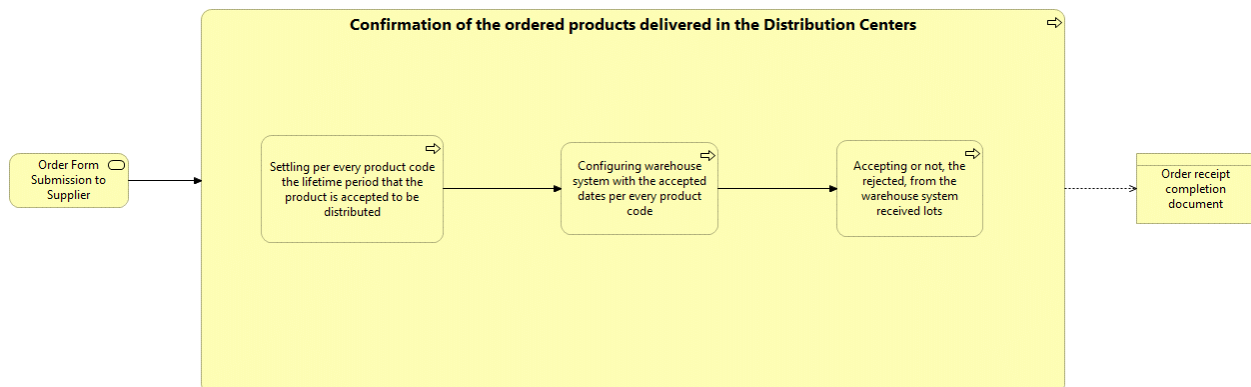 Confirmation of the ordered products delivered in the Distribution Centers
Order Form
Submission to
Supplier
Settling per every product code
the lifetime period that the
product is accepted to be
distributed
Configuring warehouse
system with the accepted
dates per every product
code
Accepting or not, the
rejected, from the
warehouse system
received lots
Order receipt
completion
document